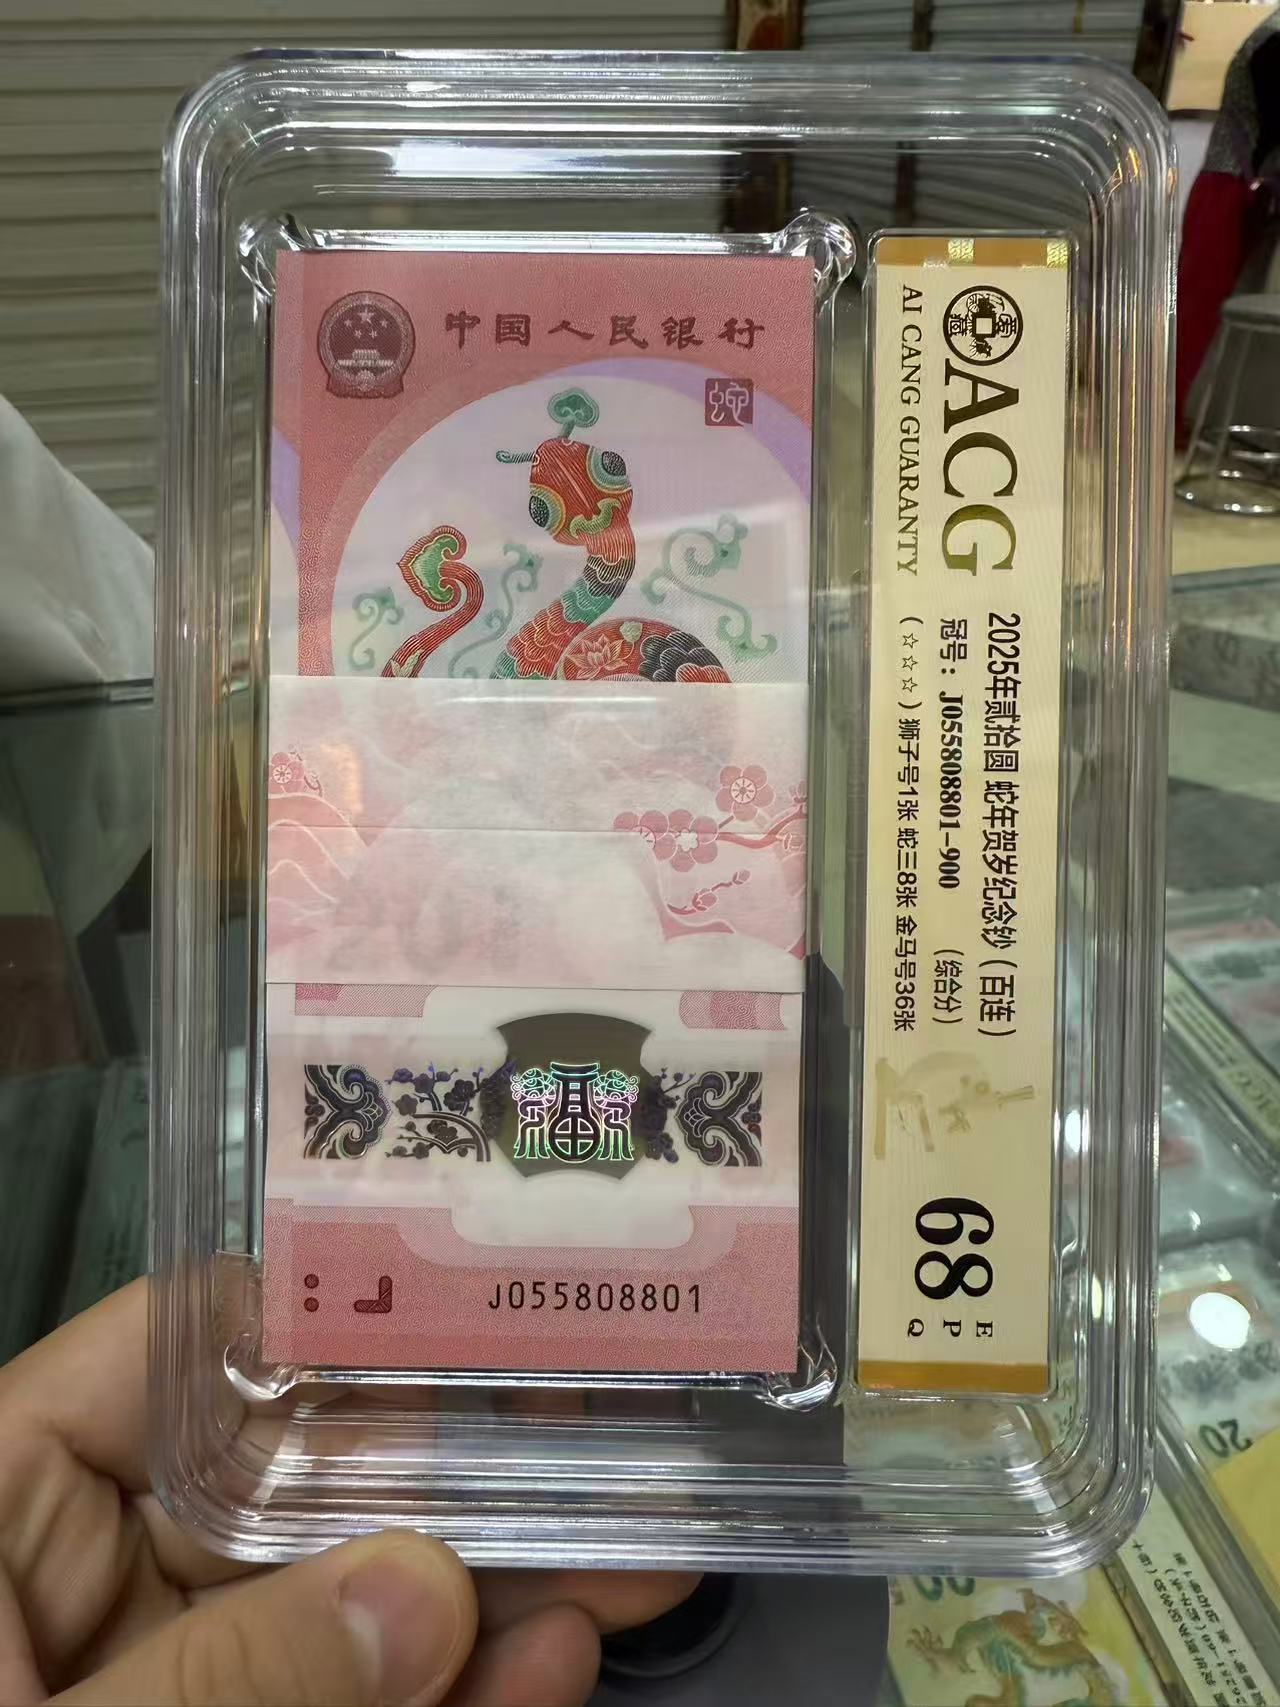 中国人民银行
蛇
J055808801
ACG
AI CANG GUARANTY
2025年贰拾圆 蛇年贺岁纪念钞（百连）
冠号：J055808801-900 （综合分）
（☆☆☆）狮子号1张 蛇三8张 金马号36张
68
E
P
Q
20